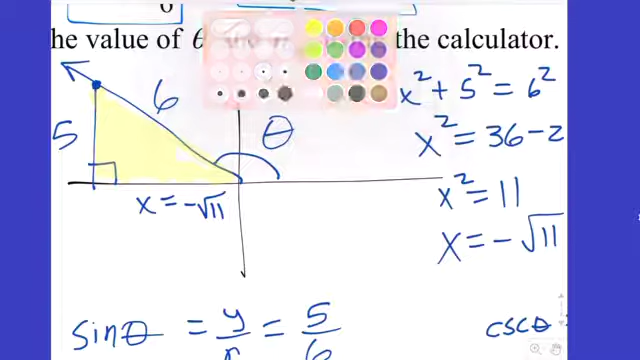 6
he value of θ
the calculator.
6
5
θ
x = -√11
x² + 5² = 6²
x² = 36 - 2
x² = 11
x = - √11
sinθ = y/r = 5/6
cscθ